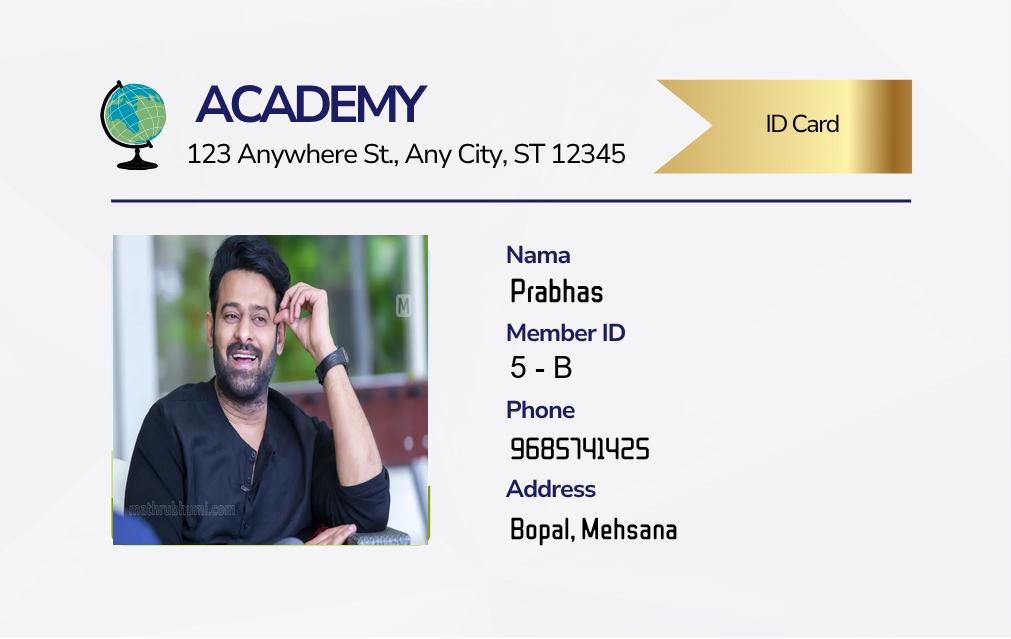 ACADEMY
123 Anywhere St., Any City, ST 12345
ID Card
Nama
Prabhas
Member ID
5 - B
Phone
9685741425
Address
Bopal, Mehsana
M
mathrubhumi.com